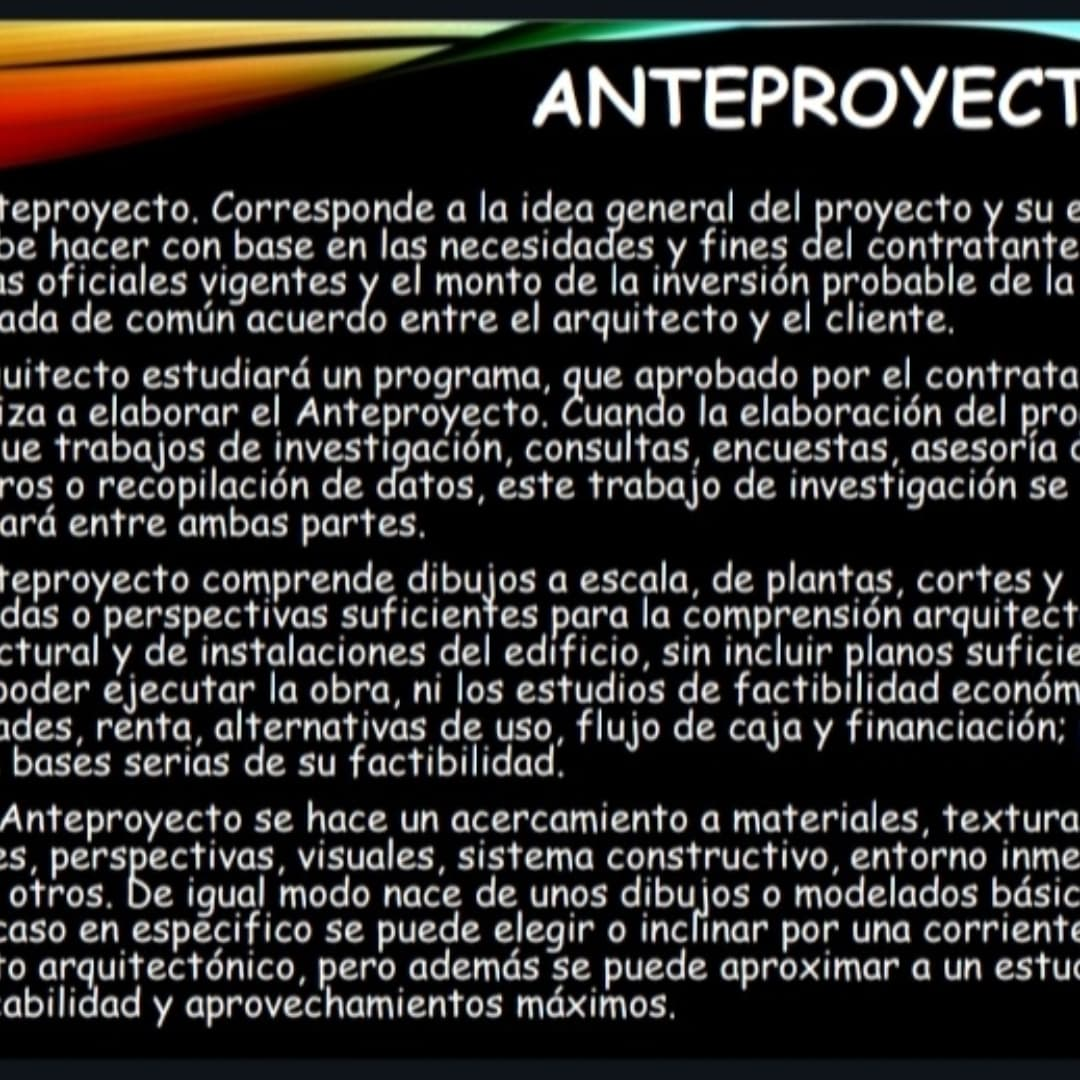 ANTEPROYECT
teproyecto. Corresponde a la idea general del proyecto y su e
be hacer con base en las necesidades y fines del contratante
as oficiales vigentes y el monto de la inversión probable de la
ada de común acuerdo entre el arquitecto y el cliente.
uitecto estudiará un programa, que aprobado por el contrata
iza a elaborar el Anteproyecto. Cuando la elaboración del pro
ue trabajos de investigación, consultas, encuestas, asesoría
ros o recopilación de datos, este trabajo de investigación se
ará entre ambas partes.
teproyecto comprende dibujos a escala, de plantas, cortes y
das o perspectivas suficientes para la comprensión arquitect
ctural y de instalaciones del edificio, sin incluir planos suficie
poder ejecutar la obra, ni los estudios de factibilidad económ
ades, renta, alternativas de uso, flujo de caja y financiación;
bases serias de su factibilidad.
Anteproyecto se hace un acercamiento a materiales, textura
es, perspectivas, visuales, sistema constructivo, entorno inme
otros. De igual modo nace de unos dibujos o modelados básic
caso en especifico se puede elegir o inclinar por una corriente
to arquitectónico, pero además se puede aproximar a un estud
tabilidad y aprovechamientos máximos.